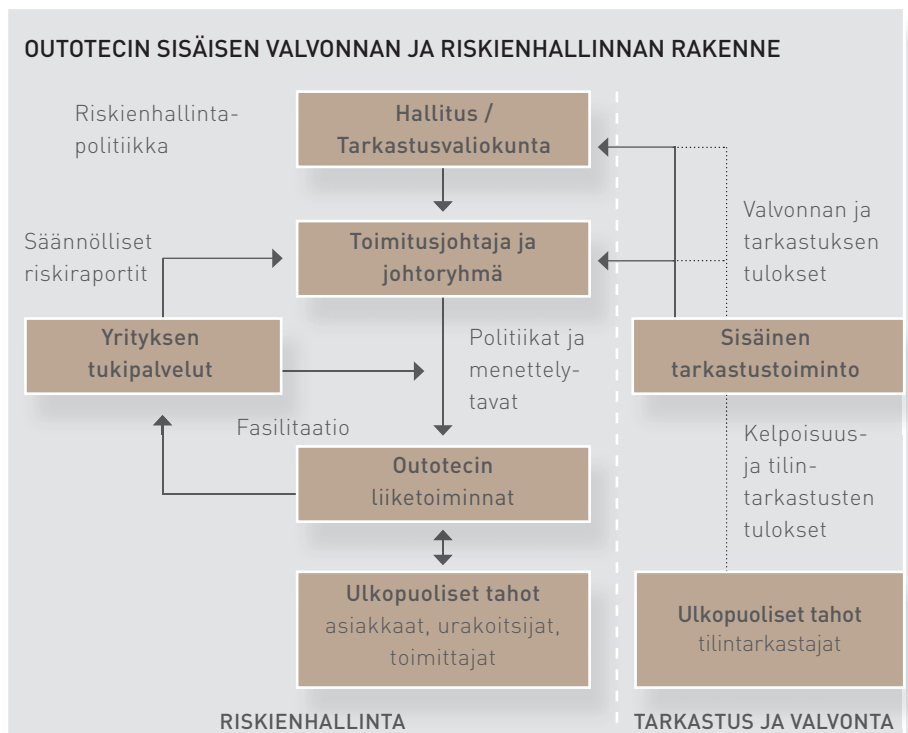 OUTOTECIN SISÄISEN VALVONNAN JA RISKIENHALLINNAN RAKENNE
Riskienhallinta-
politiikka
Hallitus /
Tarkastusvaliokunta
Säännölliset
riskiraportit
Toimitusjohtaja ja
johtoryhmä
Valvonnan ja
tarkastuksen
tulokset
Yrityksen
tukipalvelut
Politiikat ja
menettely-
tavat
Sisäinen
tarkastustoiminto
Fasilitaatio
Outotecin
liiketoiminnat
Kelpoisuus-
ja tilin-
tarkastusten
tulokset
Ulkopuoliset tahot
asiakkaat, urakoitsijat,
toimittajat
Ulkopuoliset tahot
tilintarkastajat
RISKIENHALLINTA
TARKASTUS JA VALVONTA